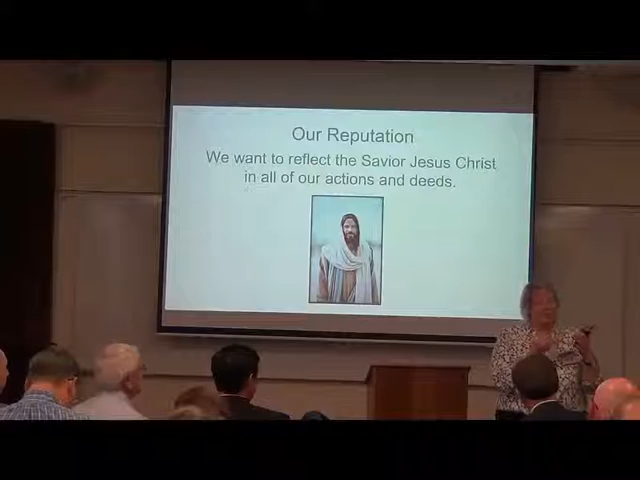 Our Reputation
We want to reflect the Savior Jesus Christ
in all of our actions and deeds.